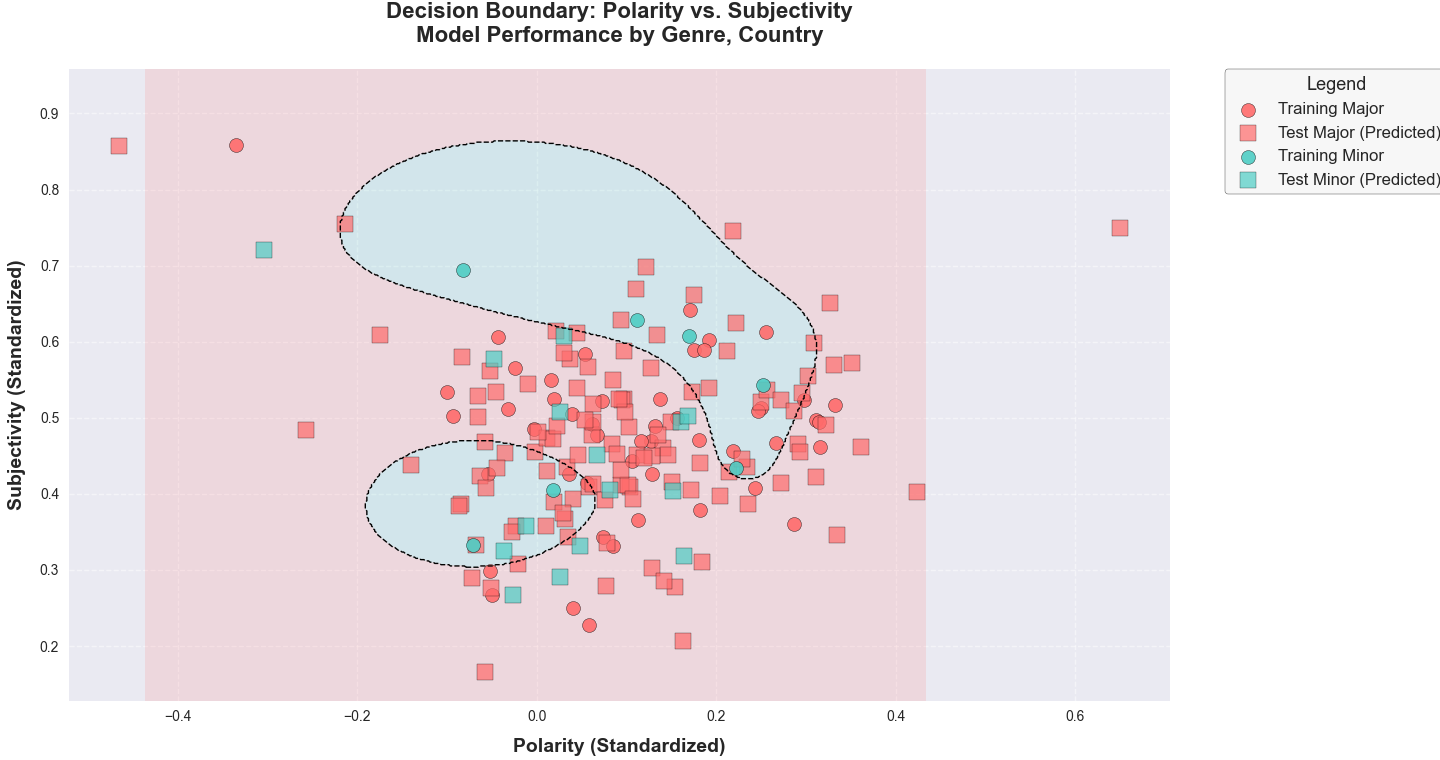 Decision Boundary: Polarity vs. Subjectivity
Model Performance by Genre, Country
Subjectivity (Standardized)
0.9
0.8
0.7
0.6
0.5
0.4
0.3
0.2
−0.4
−0.2
0.0
0.2
0.4
0.6
Polarity (Standardized)
Legend
Training Major
Test Major (Predicted)
Training Minor
Test Minor (Predicted)